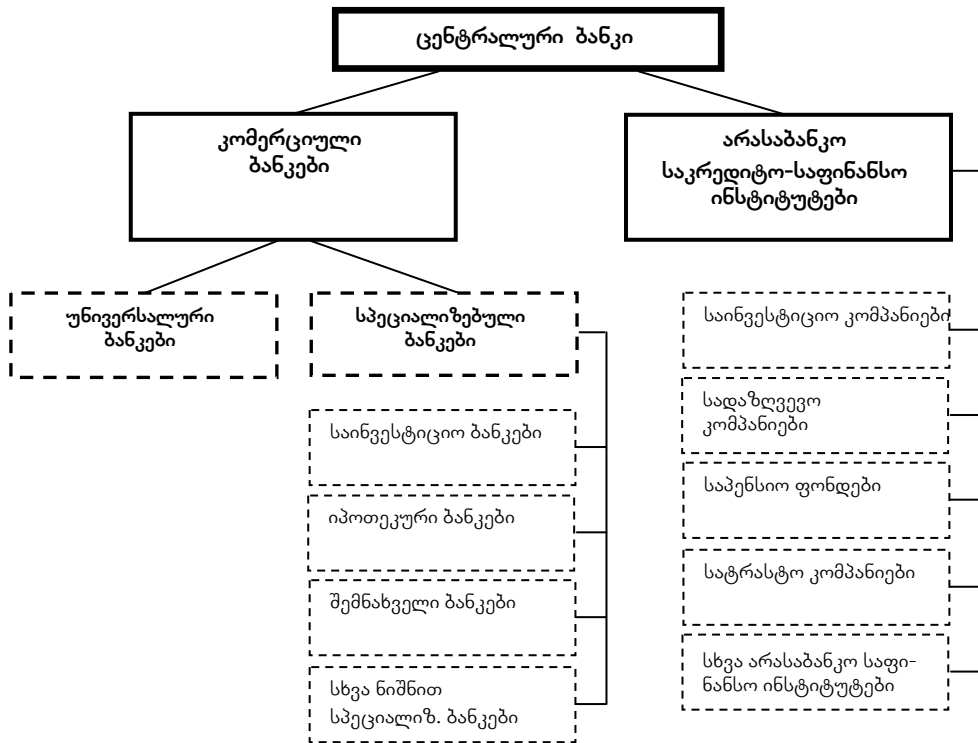 ცენტრალური ბანკი
კომერციული
ბანკები
არასაბანკო
საკრედიტო-საფინანსო
ინსტიტუტები
უნივერსალური
ბანკები
სპეციალიზებული
ბანკები
საინვესტიციო ბანკები
იპოთეკური ბანკები
შემნახველი ბანკები
სხვა ნიშნით
სპეციალიზ. ბანკები
საინვესტიციო კომპანიები
სადაზღვევო
კომპანიები
საპენსიო ფონდები
სატრასტო კომპანიები
სხვა არასაბანკო საფი-
ნანსო ინსტიტუტები